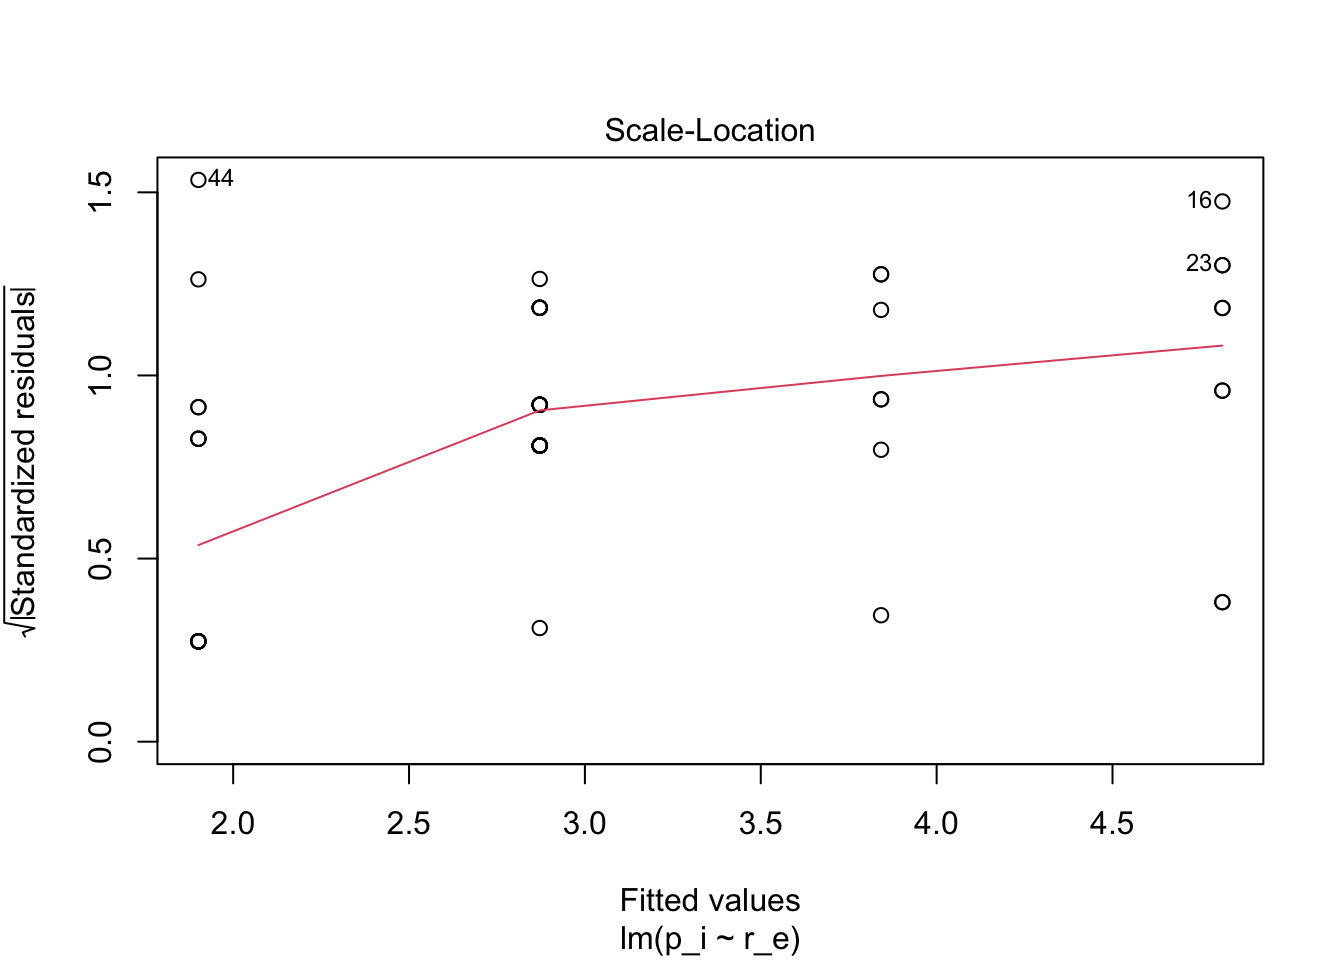 Scale-Location
√|Standardized residuals|
1.5
1.0
0.5
0.0
44
16
23
2.0 2.5 3.0 3.5 4.0 4.5
Fitted values
lm(p_i ~ r_e)